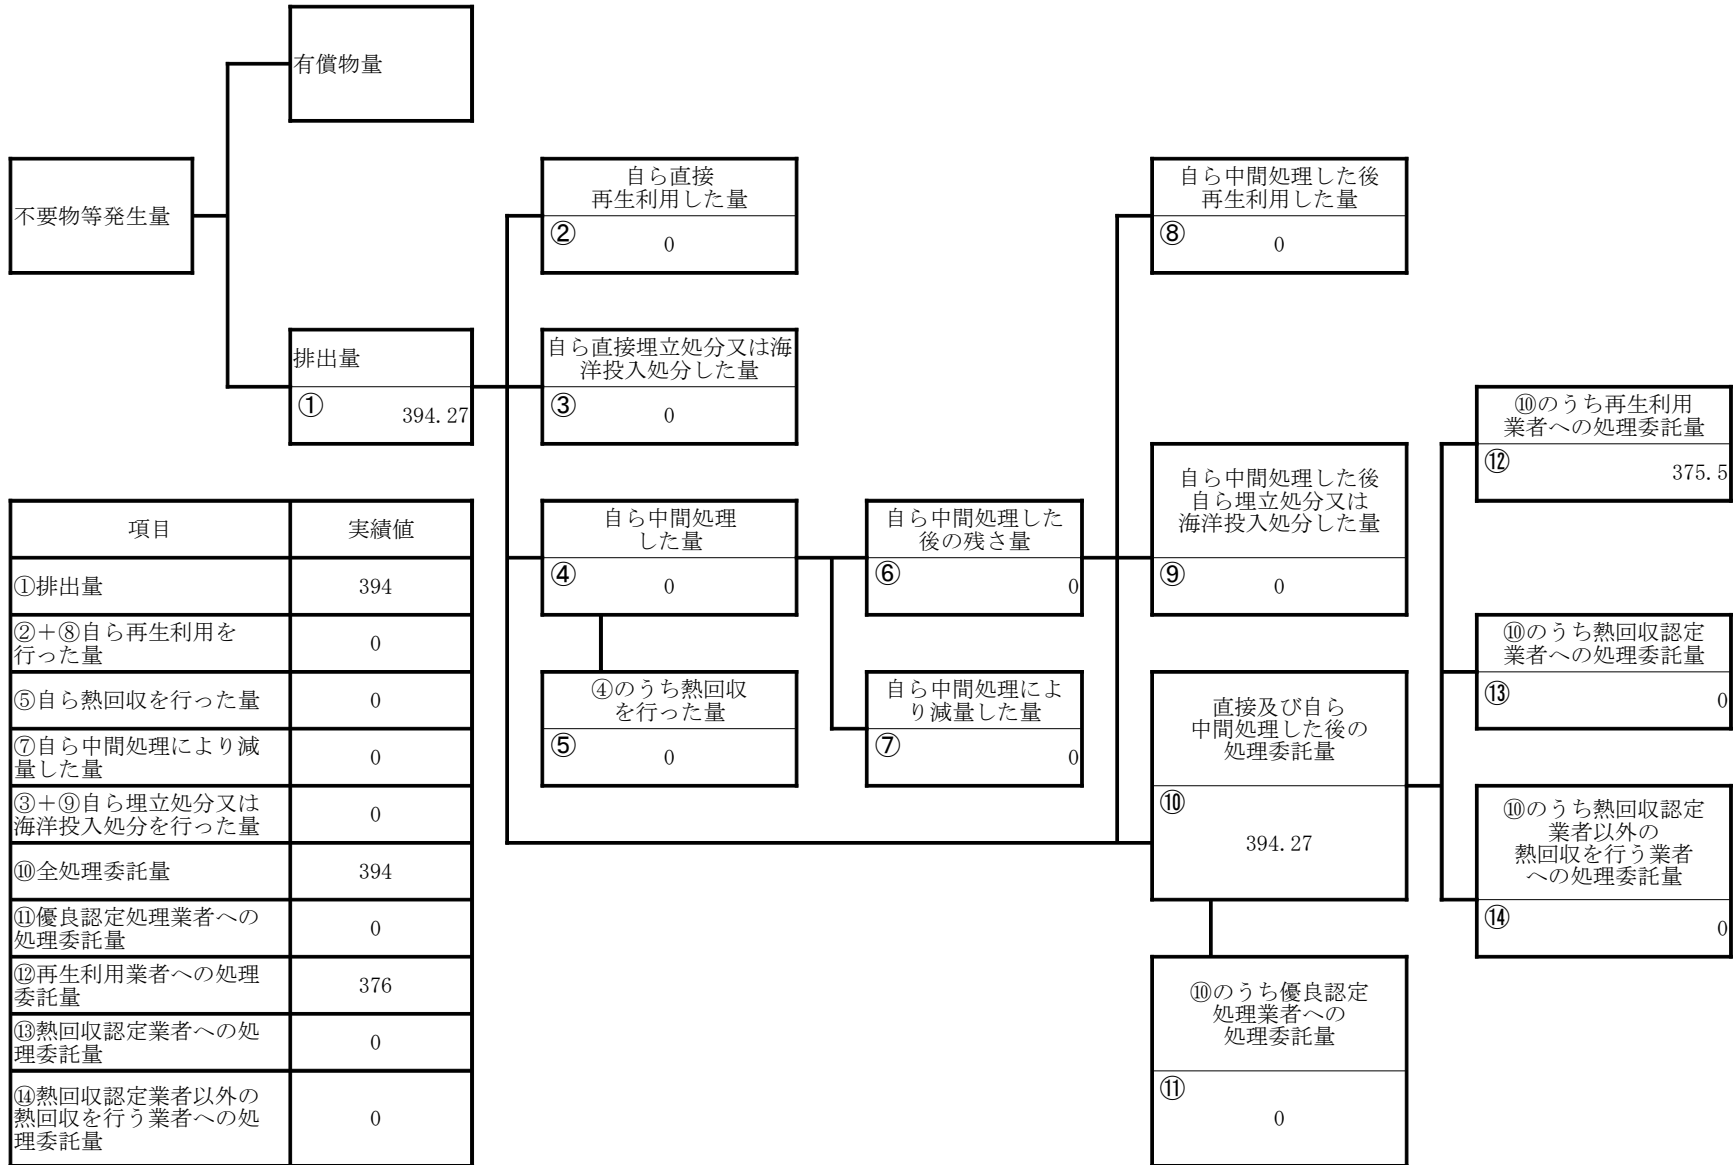 有償物量
不要物等発生量
自ら直接
再生利用した量
②
0
自ら中間処理した後
再生利用した量
⑧
0
排出量
①
394.27
自ら直接埋立処分又は海
洋投入処分した量
③
0
⑩のうち再生利用
業者への処理委託量
⑫
375.5
自ら中間処理
した量
④
0
自ら中間処理した
後の残さ量
⑥
0
自ら中間処理した後
自ら埋立処分又は
海洋投入処分した量
⑨
0
⑩のうち熱回収認定
業者への処理委託量
⑬
0
④のうち熱回収
を行った量
⑤
0
自ら中間処理によ
り減量した量
⑦
0
直接及び自ら
中間処理した後の
処理委託量
⑩
394.27
⑩のうち熱回収認定
業者以外の
熱回収を行う業者
への処理委託量
⑭
0
⑩のうち優良認定
処理業者への
処理委託量
⑪
0
項目 実績値
①排出量 394
②+⑧自ら再生利用を
行った量 0
⑤自ら熱回収を行った量 0
⑦自ら中間処理により減
量した量 0
③+⑨自ら埋立処分又は
海洋投入処分を行った量 0
⑩全処理委託量 394
⑪優良認定処理業者への
処理委託量 0
⑫再生利用業者への処理
委託量 376
⑬熱回収認定業者への処
理委託量 0
⑭熱回収認定業者以外の
熱回収を行う業者への処
理委託量 0